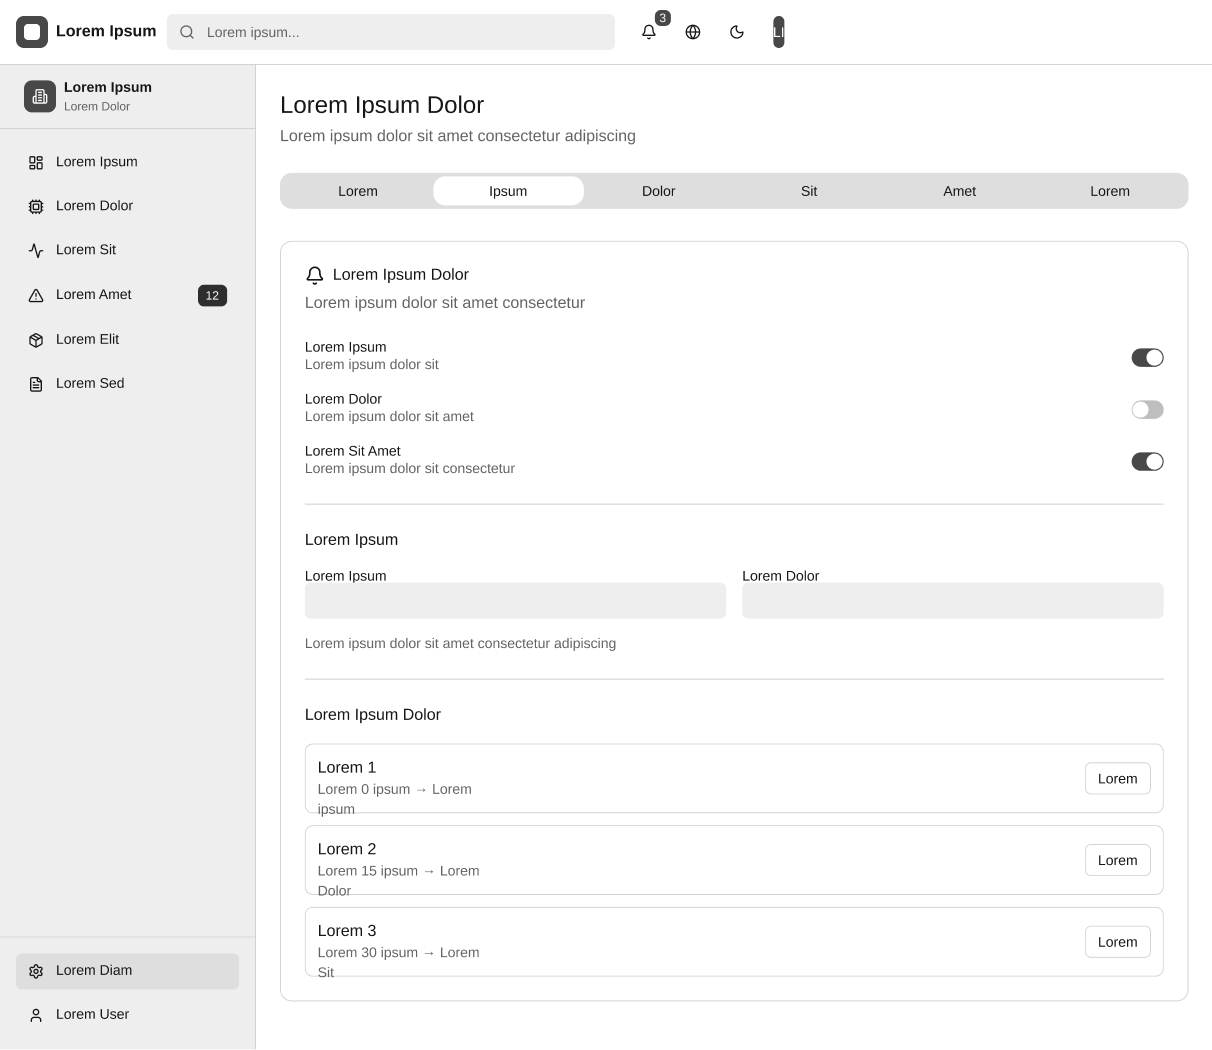 Lorem Ipsum
Lorem ipsum...
3
LI
Lorem Ipsum
Lorem Dolor
Lorem Ipsum
Lorem Dolor
Lorem Sit
Lorem Amet
12
Lorem Elit
Lorem Sed
Lorem Diam
Lorem User
Lorem Ipsum Dolor
Lorem ipsum dolor sit amet consectetur adipiscing
Lorem
Ipsum
Dolor
Sit
Amet
Lorem
Lorem Ipsum Dolor
Lorem ipsum dolor sit amet consectetur
Lorem Ipsum
Lorem ipsum dolor sit
Lorem Dolor
Lorem ipsum dolor sit amet
Lorem Sit Amet
Lorem ipsum dolor sit consectetur
Lorem Ipsum
Lorem Ipsum
Lorem Dolor
Lorem ipsum dolor sit amet consectetur adipiscing
Lorem Ipsum Dolor
Lorem 1
Lorem 0 ipsum → Lorem
ipsum
Lorem
Lorem 2
Lorem 15 ipsum → Lorem
Dolor
Lorem
Lorem 3
Lorem 30 ipsum → Lorem
Sit
Lorem